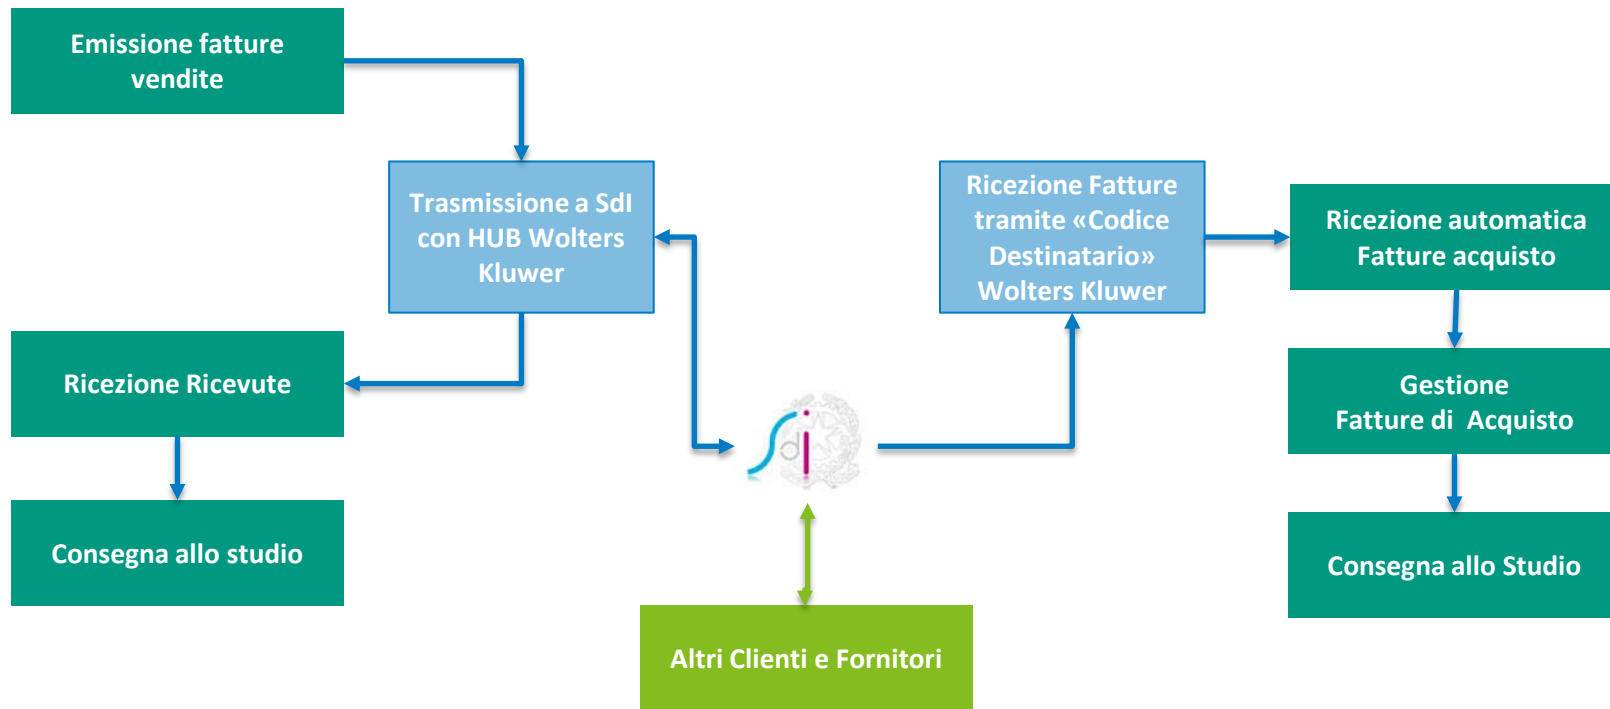 Emissione fatture
vendite
Trasmissione a SdI
con HUB Wolters
Kluwer
Ricezione Ricevute
Consegna allo studio
Sdi
Altri Clienti e Fornitori
Ricezione Fatture
tramite «Codice
Destinatario»
Wolters Kluwer
Ricezione automatica
Fatture acquisto
Gestione
Fatture di Acquisto
Consegna allo Studio